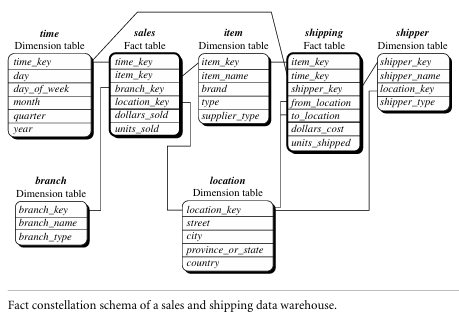 time
Dimension table
time_key
day
day_of_week
month
quarter
year
sales
Fact table
time_key
item_key
branch_key
location_key
dollars_sold
units_sold
item
Dimension table
item_key
item_name
brand
type
supplier_type
shipping
Fact table
item_key
time_key
shipper_key
from_location
to_location
dollars_cost
units_shipped
shipper
Dimension table
shipper_key
shipper_name
location_key
shipper_type
branch
Dimension table
branch_key
branch_name
branch_type
location
Dimension table
location_key
street
city
province_or_state
country
Fact constellation schema of a sales and shipping data warehouse.